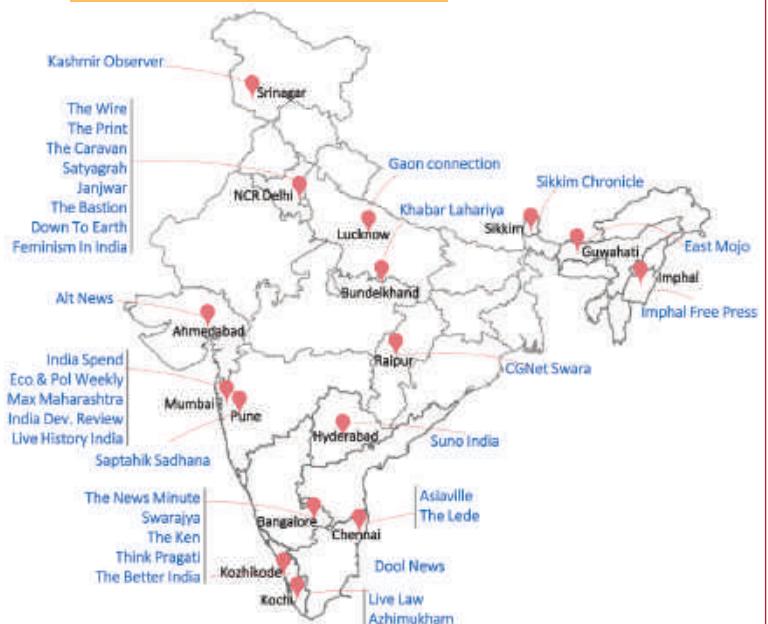 Kashmir Observer
Srinagar
The Wire
The Print
The Caravan
Satyagrah
Janjwar
The Bastion
Down To Earth
Feminism In India
NCR Delhi
Gaon connection
Lucknow
Khabar Lahariya
Bundelkhand
Sikkim Chronicle
Sikkim
Guwahati
East Mojo
Imphal
Imphal Free Press
Alt News
Ahmedabad
Raipur
CGNet Swara
India Spend
Eco & Pol Weekly
Max Maharashtra
India Dev. Review
Live History India
Mumbai
Pune
Saptahik Sadhana
Hyderabad
Suno India
The News Minute
Swarajya
The Ken
Think Pragati
The Better India
Bangalore
Asiaville
The Lede
Chennai
Kozhikode
Dool News
Kochi
Live Law
Azhimukham